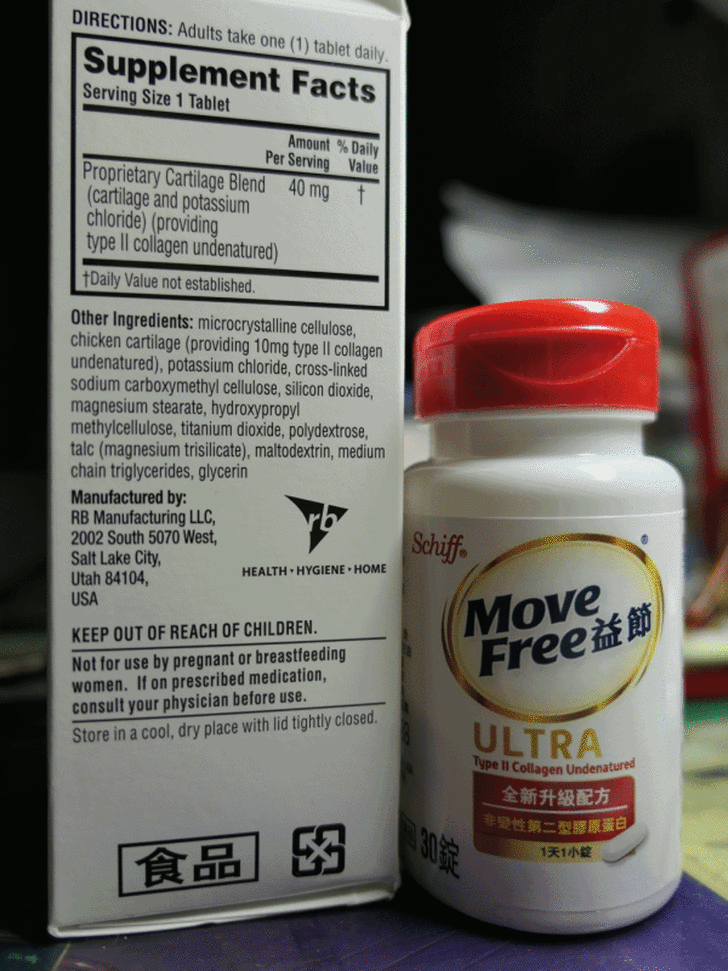 DIRECTIONS: Adults take one (1) tablet daily.
Supplement Facts
Serving Size 1 Tablet
Amount % Daily
Per Serving Value
Proprietary Cartilage Blend 40 mg †
(cartilage and potassium
chloride) (providing
type II collagen undenatured)
†Daily Value not established.
Other Ingredients: microcrystalline cellulose,
chicken cartilage (providing 10mg type II collagen
undenatured), potassium chloride, cross-linked
sodium carboxymethyl cellulose, silicon dioxide,
magnesium stearate, hydroxypropyl
methylcellulose, titanium dioxide, polydextrose,
talc (magnesium trisilicate), maltodextrin, medium
chain triglycerides, glycerin
Manufactured by:
RB Manufacturing LLC,
2002 South 5070 West,
Salt Lake City,
Utah 84104,
USA
rb
HEALTH • HYGIENE • HOME
KEEP OUT OF REACH OF CHILDREN.
Not for use by pregnant or breastfeeding
women. If on prescribed medication,
consult your physician before use.
Store in a cool, dry place with lid tightly closed.
食品
Schiff®
Move
Free益節
®
ULTRA
Type II Collagen Undenatured
全新升級配方
非變性第二型膠原蛋白
1天1小錠
30錠